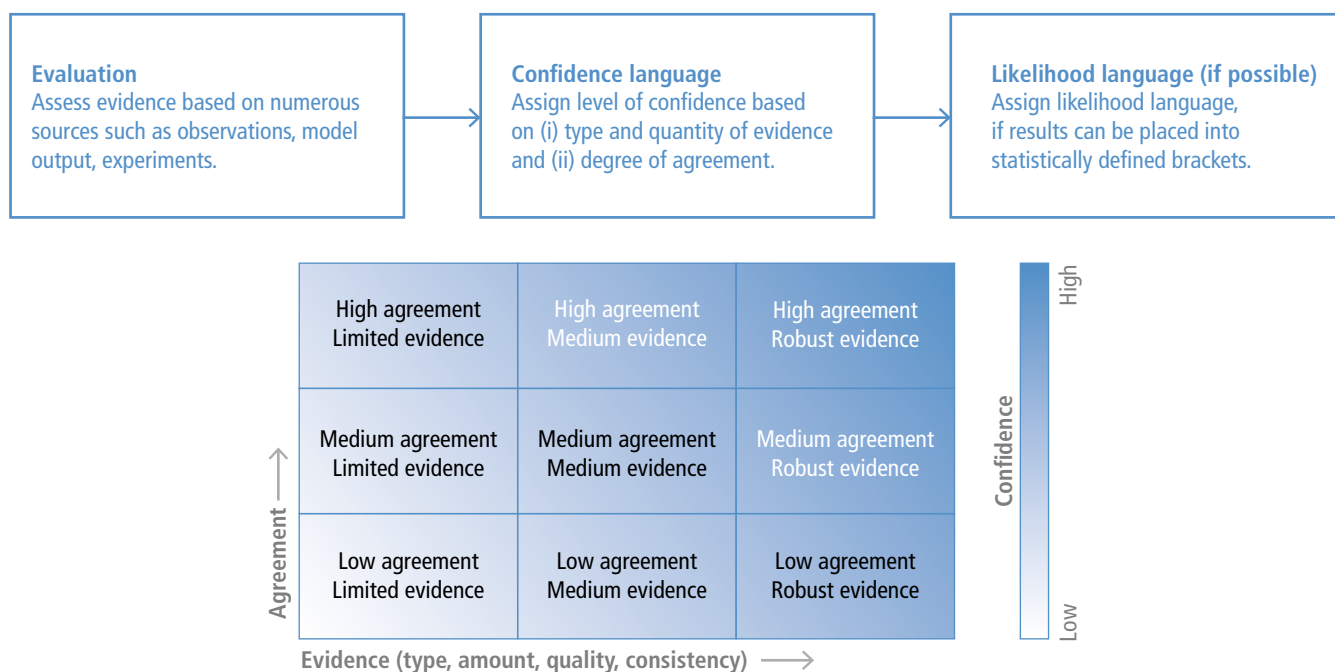 Evaluation
Assess evidence based on numerous
sources such as observations, model
output, experiments.
Confidence language
Assign level of confidence based
on (i) type and quantity of evidence
and (ii) degree of agreement.
Likelihood language (if possible)
Assign likelihood language,
if results can be placed into
statistically defined brackets.
High agreement
Limited evidence
High agreement
Medium evidence
High agreement
Robust evidence
Medium agreement
Limited evidence
Medium agreement
Medium evidence
Medium agreement
Robust evidence
Low agreement
Limited evidence
Low agreement
Medium evidence
Low agreement
Robust evidence
Agreement
Evidence (type, amount, quality, consistency)
Confidence
High
Low